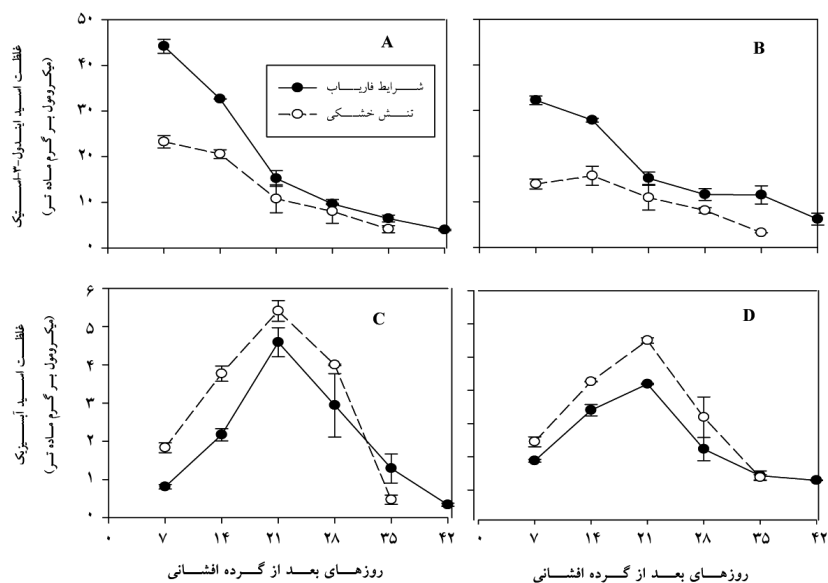 غلظت اسید ایندول-۳-استیک
(میکرومول بر گرم ماده تر)
۵۰
۴۰
۳۰
۲۰
۱۰
۰
A
شرایط فاریاب
تنش خشکی
B
غلظت اسید آبسیزیک
(میکرومول بر گرم ماده تر)
۶
۵
۴
۳
۲
۱
۰
C
D
۰ ۷ ۱۴ ۲۱ ۲۸ ۳۵ ۴۲
۰ ۷ ۱۴ ۲۱ ۲۸ ۳۵ ۴۲
روزهای بعد از گرده افشانی
روزهای بعد از گرده افشانی